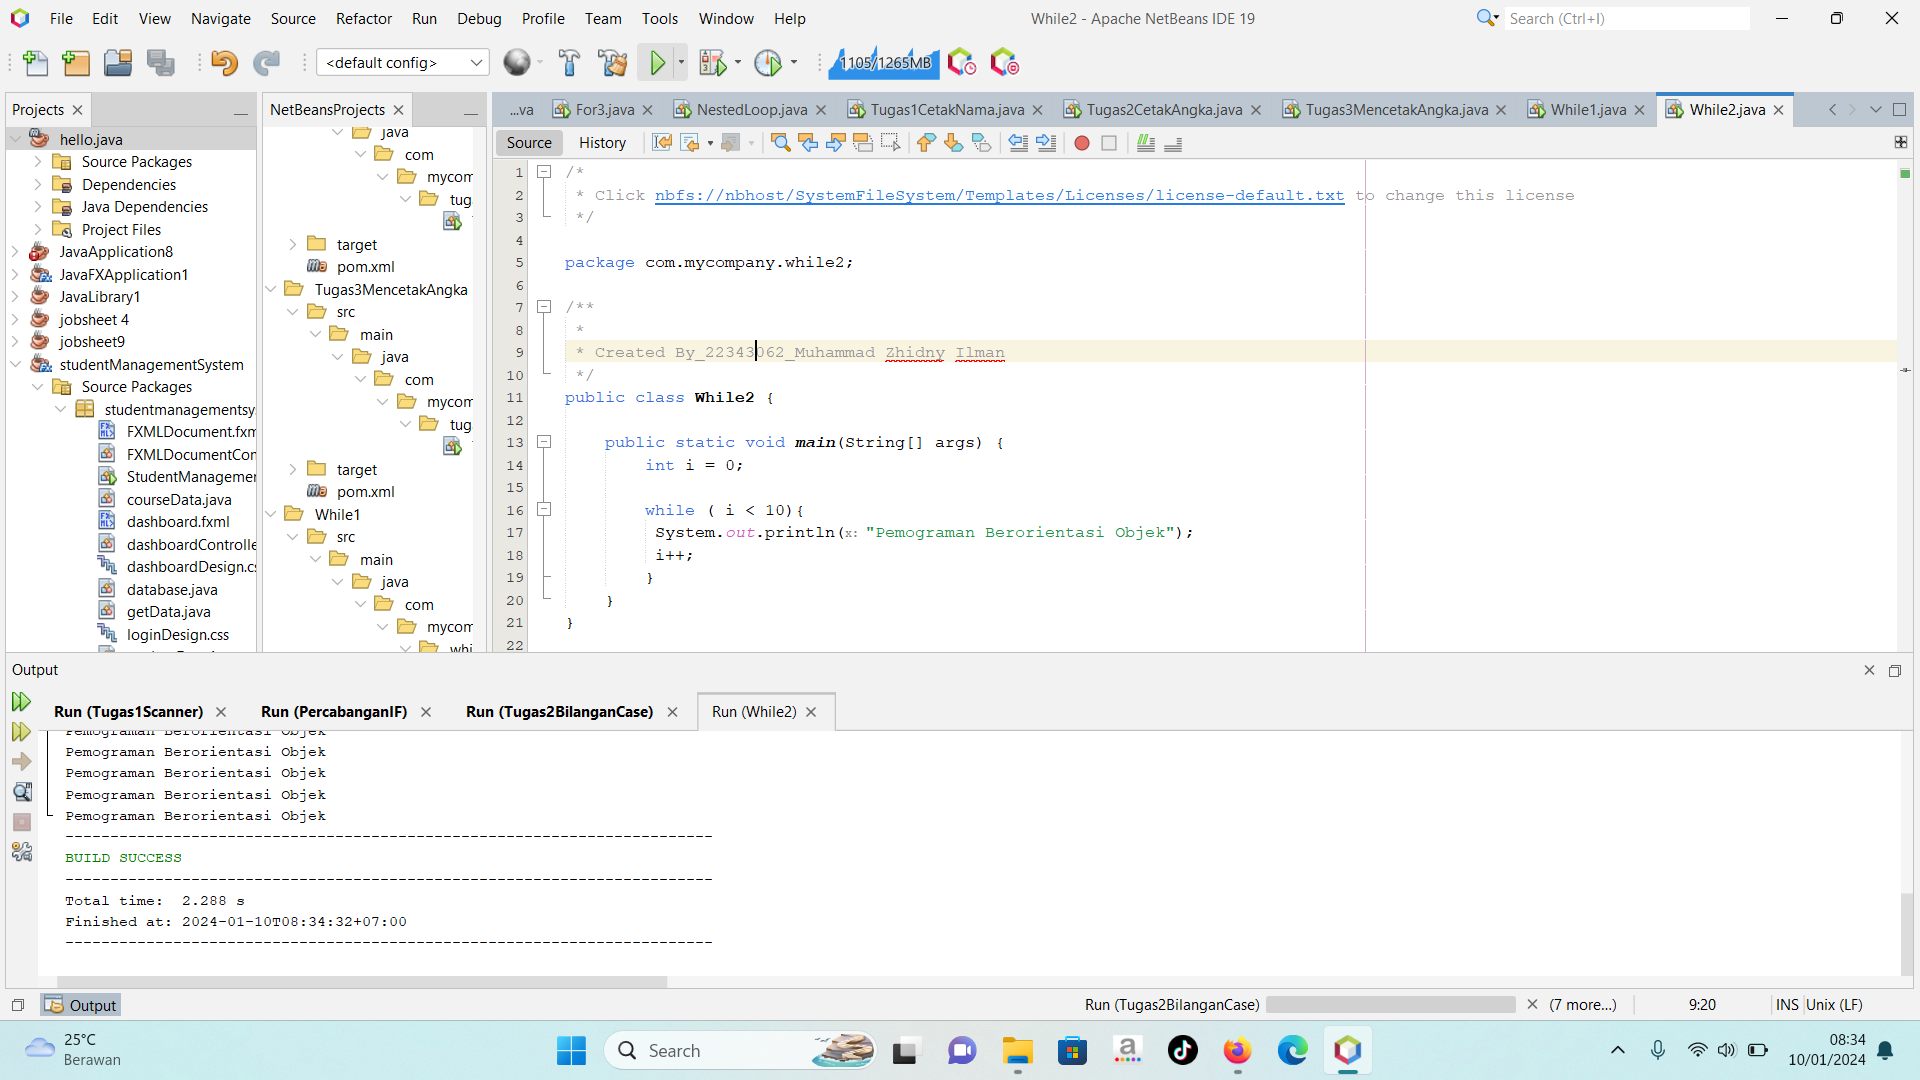 File Edit View Navigate Source Refactor Run Debug Profile Team Tools Window Help
While2 - Apache NetBeans IDE 19
Search (Ctrl+I)
<default config>
1105/1265MB
Projects
hello.java
Source Packages
Dependencies
Java Dependencies
Project Files
JavaApplication8
JavaFXApplication1
JavaLibrary1
jobsheet 4
jobsheet9
studentManagementSystem
Source Packages
studentmanagementsy
FXMLDocument.fxm
FXMLDocumentCon
StudentManagemer
courseData.java
dashboard.fxml
dashboardControlle
dashboardDesign.cs
database.java
getData.java
loginDesign.css
NetBeansProjects
java
com
mycom
tug
target
pom.xml
Tugas3MencetakAngka
src
main
java
com
mycom
tug
target
pom.xml
While1
src
main
java
com
mycom
whi
...va For3.java NestedLoop.java Tugas1CetakNama.java Tugas2CetakAngka.java Tugas3MencetakAngka.java While1.java While2.java
Source History
1 /*
2 * Click nbfs://nbhost/SystemFileSystem/Templates/Licenses/license-default.txt to change this license
3 */
4
5 package com.mycompany.while2;
6
7 /**
8 *
9 * Created By_22343062_Muhammad Zhidny Ilman
10 */
11 public class While2 {
12
13 public static void main(String[] args) {
14 int i = 0;
15
16 while ( i < 10){
17 System.out.println(x: "Pemograman Berorientasi Objek");
18 i++;
19 }
20 }
21 }
22
Output
Run (Tugas1Scanner) Run (PercabanganIF) Run (Tugas2BilanganCase) Run (While2)
Pemograman Berorientasi Objek
Pemograman Berorientasi Objek
Pemograman Berorientasi Objek
Pemograman Berorientasi Objek
Pemograman Berorientasi Objek
------------------------------------------------------------------------
BUILD SUCCESS
------------------------------------------------------------------------
Total time: 2.288 s
Finished at: 2024-01-10T08:34:32+07:00
------------------------------------------------------------------------
Output
Run (Tugas2BilanganCase) (7 more...) 9:20 INS Unix (LF)
25°C
Berawan
Search
08:34
10/01/2024